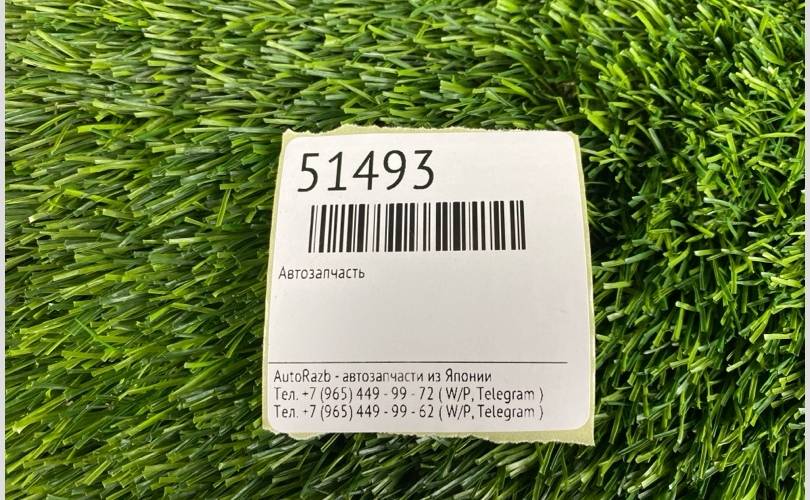 51493
Автозапчасть
AutoRazb - автозапчасти из Японии
Тел. +7 (965) 449 - 99 - 72 ( W/P, Telegram )
Тел. +7 (965) 449 - 99 - 62 ( W/P, Telegram )